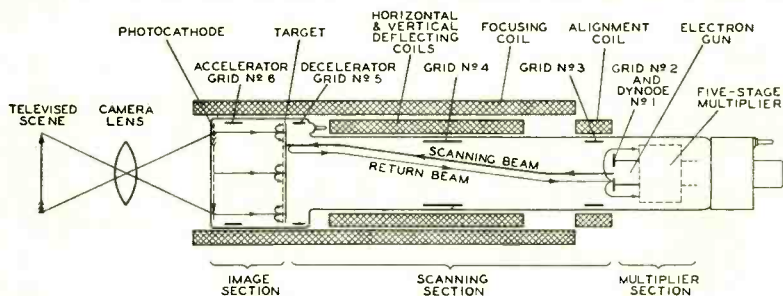 PHOTOCATHODE
TARGET
HORIZONTAL
& VERTICAL
DEFLECTING
COILS
FOCUSING
COIL
ALIGNMENT
COIL
ELECTRON
GUN
ACCELERATOR
GRID Nº 6
DECELERATOR
GRID Nº 5
GRID Nº 4
GRID Nº 3
GRID Nº 2
AND
DYNODE
Nº 1
FIVE-STAGE
MULTIPLIER
TELEVISED
SCENE
CAMERA
LENS
SCANNING BEAM
RETURN BEAM
IMAGE
SECTION
SCANNING
SECTION
MULTIPLIER
SECTION